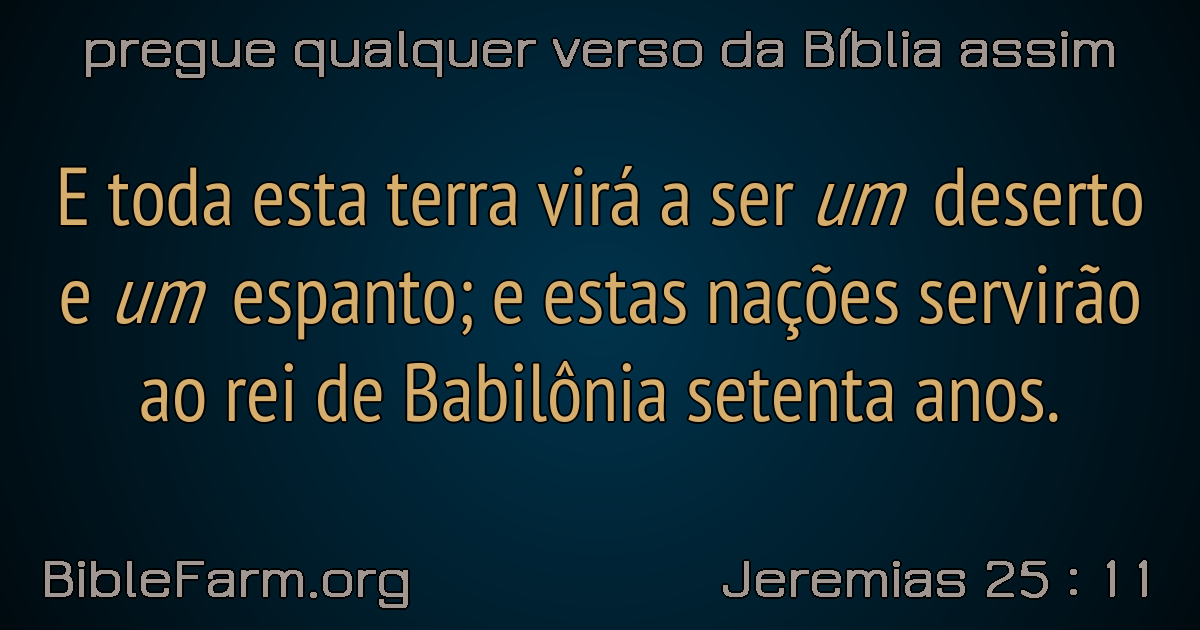 pregue qualquer verso da Bíblia assim
E toda esta terra virá a ser um deserto
e um espanto; e estas nações servirão
ao rei de Babilônia setenta anos.
BibleFarm.org
Jeremias 25 : 11